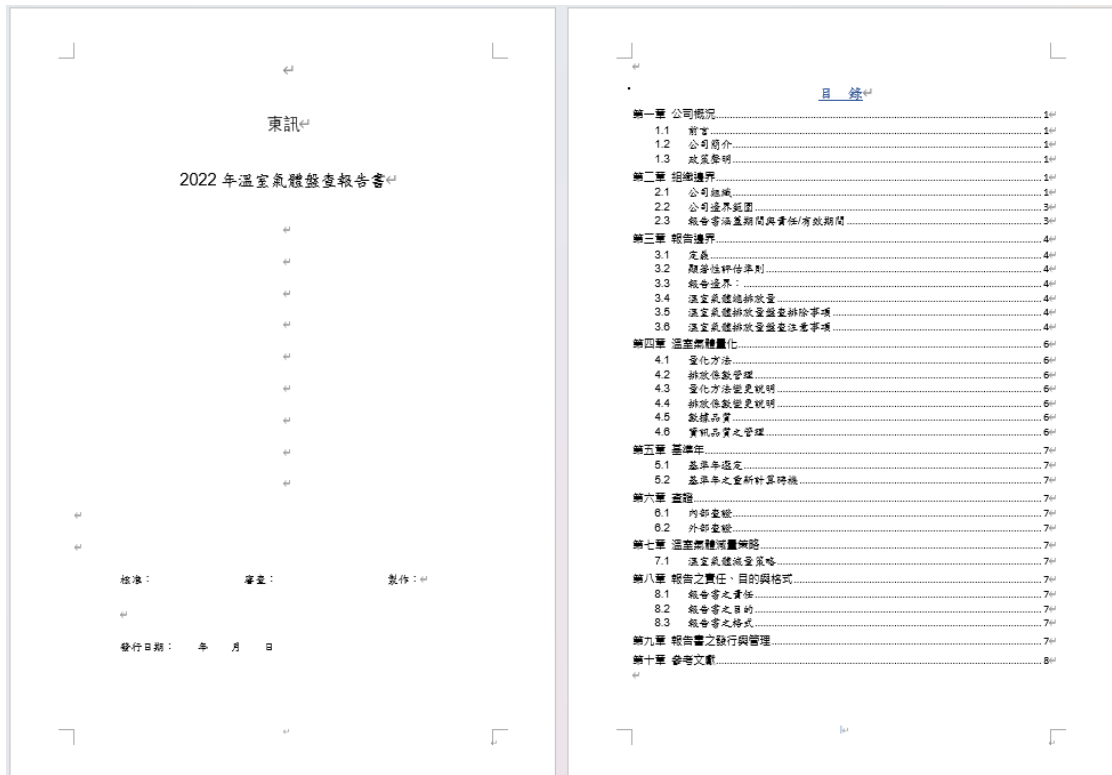 東訊
2022 年溫室氣體盤查報告書
核准： 審查： 製作：
發行日期： 年 月 日
目 錄
第一章 公司概況 1
1.1 前言 1
1.2 公司簡介 1
1.3 政策聲明 1
第二章 組織邊界 1
2.1 公司組織 1
2.2 公司邊界範圍 3
2.3 報告書涵蓋期間與責任/有效期間 3
第三章 報告邊界 4
3.1 定義 4
3.2 顯著性評估準則 4
3.3 報告邊界： 4
3.4 溫室氣體總排放量 4
3.5 溫室氣體排放量盤查排除事項 4
3.6 溫室氣體排放量盤查注意事項 4
第四章 溫室氣體量化 6
4.1 量化方法 6
4.2 排放係數管理 6
4.3 量化方法變更說明 6
4.4 排放係數變更說明 6
4.5 數據品質 6
4.6 資訊品質之管理 6
第五章 基準年 7
5.1 基準年選定 7
5.2 基準年之重新計算時機 7
第六章 查證 7
6.1 內部查證 7
6.2 外部查證 7
第七章 溫室氣體減量策略 7
7.1 溫室氣體減量策略 7
第八章 報告之責任、目的與格式 7
8.1 報告書之責任 7
8.2 報告書之目的 7
8.3 報告書之格式 7
第九章 報告書之發行與管理 7
第十章 參考文獻 8